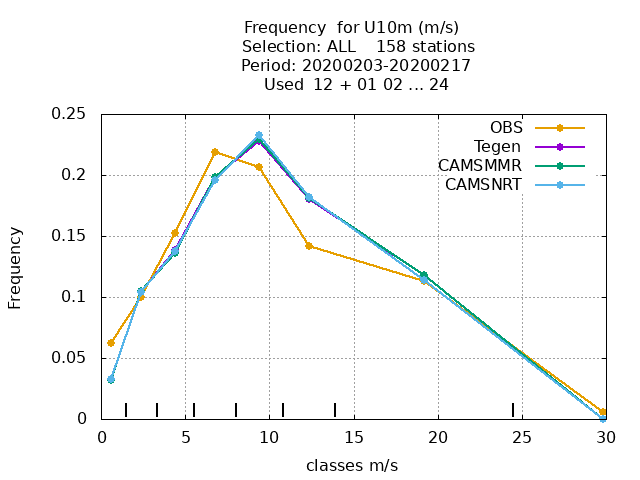 Frequency  for U10m (m/s)
Selection: ALL    158 stations
Period: 20200203-20200217
Used  12 + 01 02 ... 24
OBS
Tegen
CAMSMMR
CAMSNRT
0.25
0.2
0.15
0.1
0.05
0
Frequency
0 5 10 15 20 25 30
classes m/s